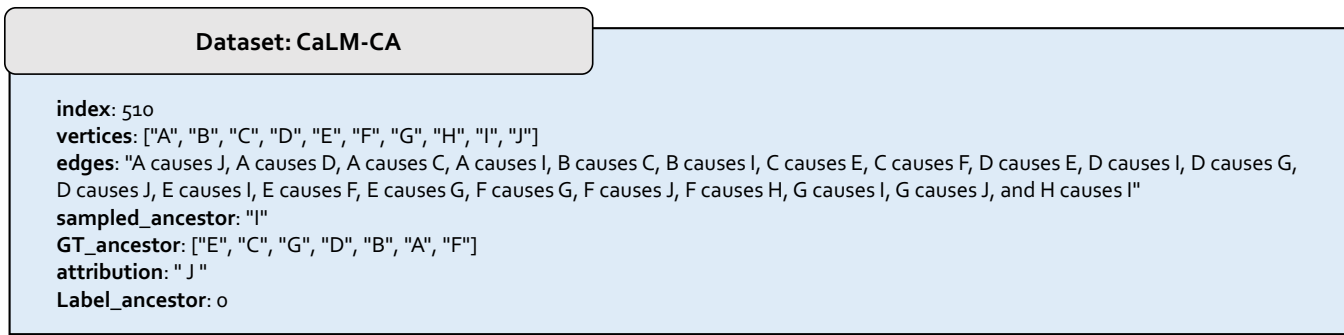 Dataset: CaLM-CA
index: 510
vertices: ["A", "B", "C", "D", "E", "F", "G", "H", "I", "J"]
edges: "A causes J, A causes D, A causes C, A causes I, B causes C, B causes I, C causes E, C causes F, D causes E, D causes I, D causes G,
D causes J, E causes I, E causes F, E causes G, F causes G, F causes J, F causes H, G causes I, G causes J, and H causes I"
sampled_ancestor: "I"
GT_ancestor: ["E", "C", "G", "D", "B", "A", "F"]
attribution: " J "
Label_ancestor: 0